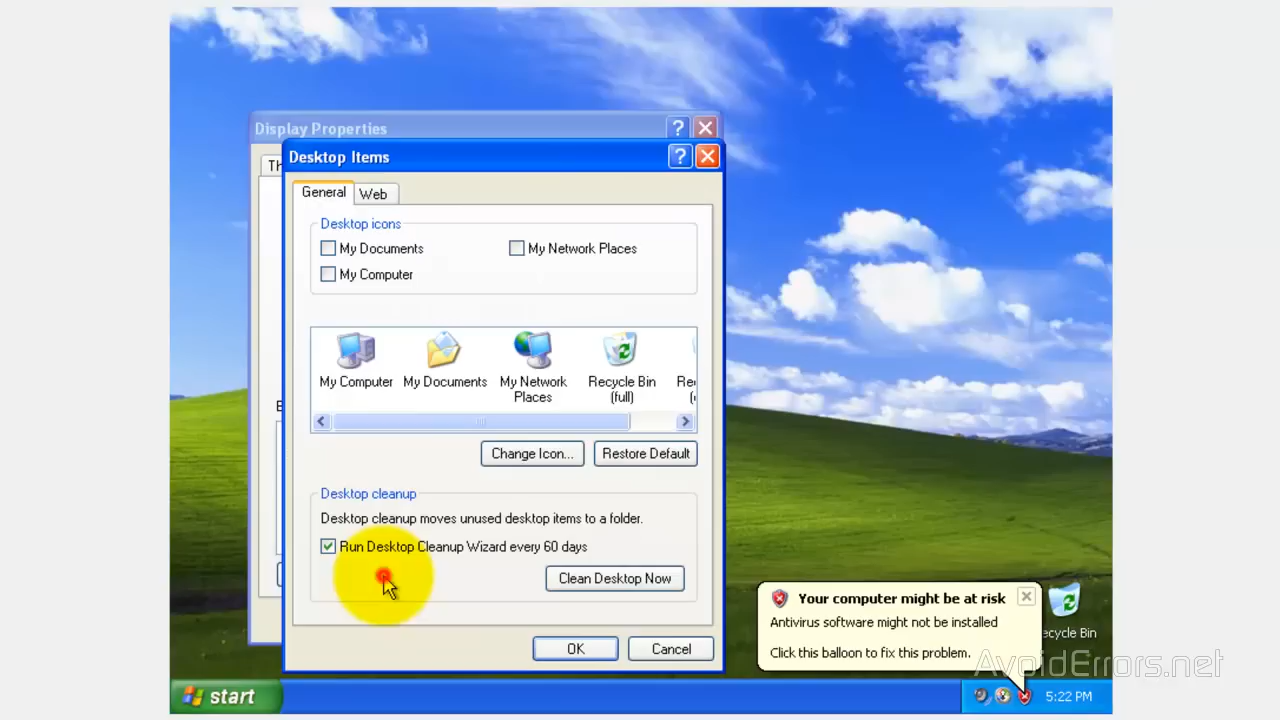 Display Properties
Desktop Items
General
Web
Desktop icons
My Documents
My Network Places
My Computer
My Computer
My Documents
My Network
Places
Recycle Bin
(full)
Change Icon...
Restore Default
Desktop cleanup
Desktop cleanup moves unused desktop items to a folder.
Run Desktop Cleanup Wizard every 60 days
Clean Desktop Now
OK
Cancel
Your computer might be at risk
Antivirus software might not be installed
Click this balloon to fix this problem.
ecycle Bin
AvoidErrors.net
start
5:22 PM